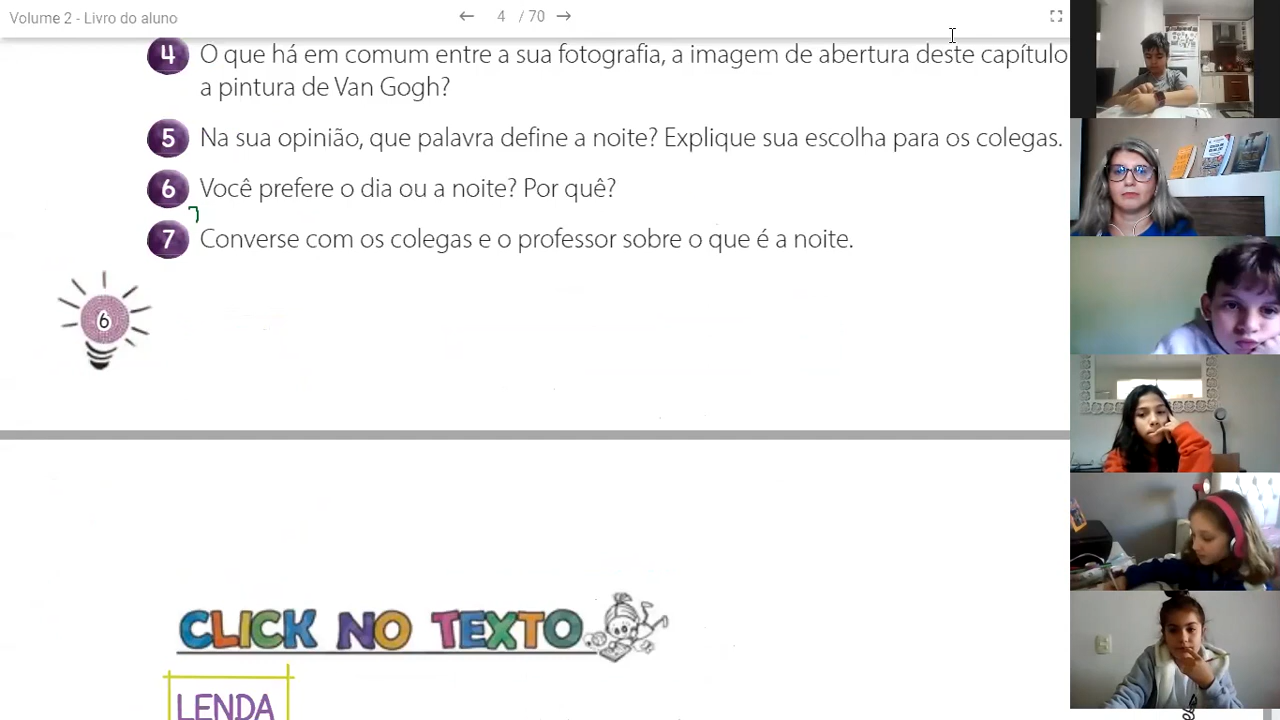 Volume 2 - Livro do aluno
4 / 70
4 O que há em comum entre a sua fotografia, a imagem de abertura deste capítulo
a pintura de Van Gogh?
5 Na sua opinião, que palavra define a noite? Explique sua escolha para os colegas.
6 Você prefere o dia ou a noite? Por quê?
7 Converse com os colegas e o professor sobre o que é a noite.
6
CLICK NO TEXTO
LENDA